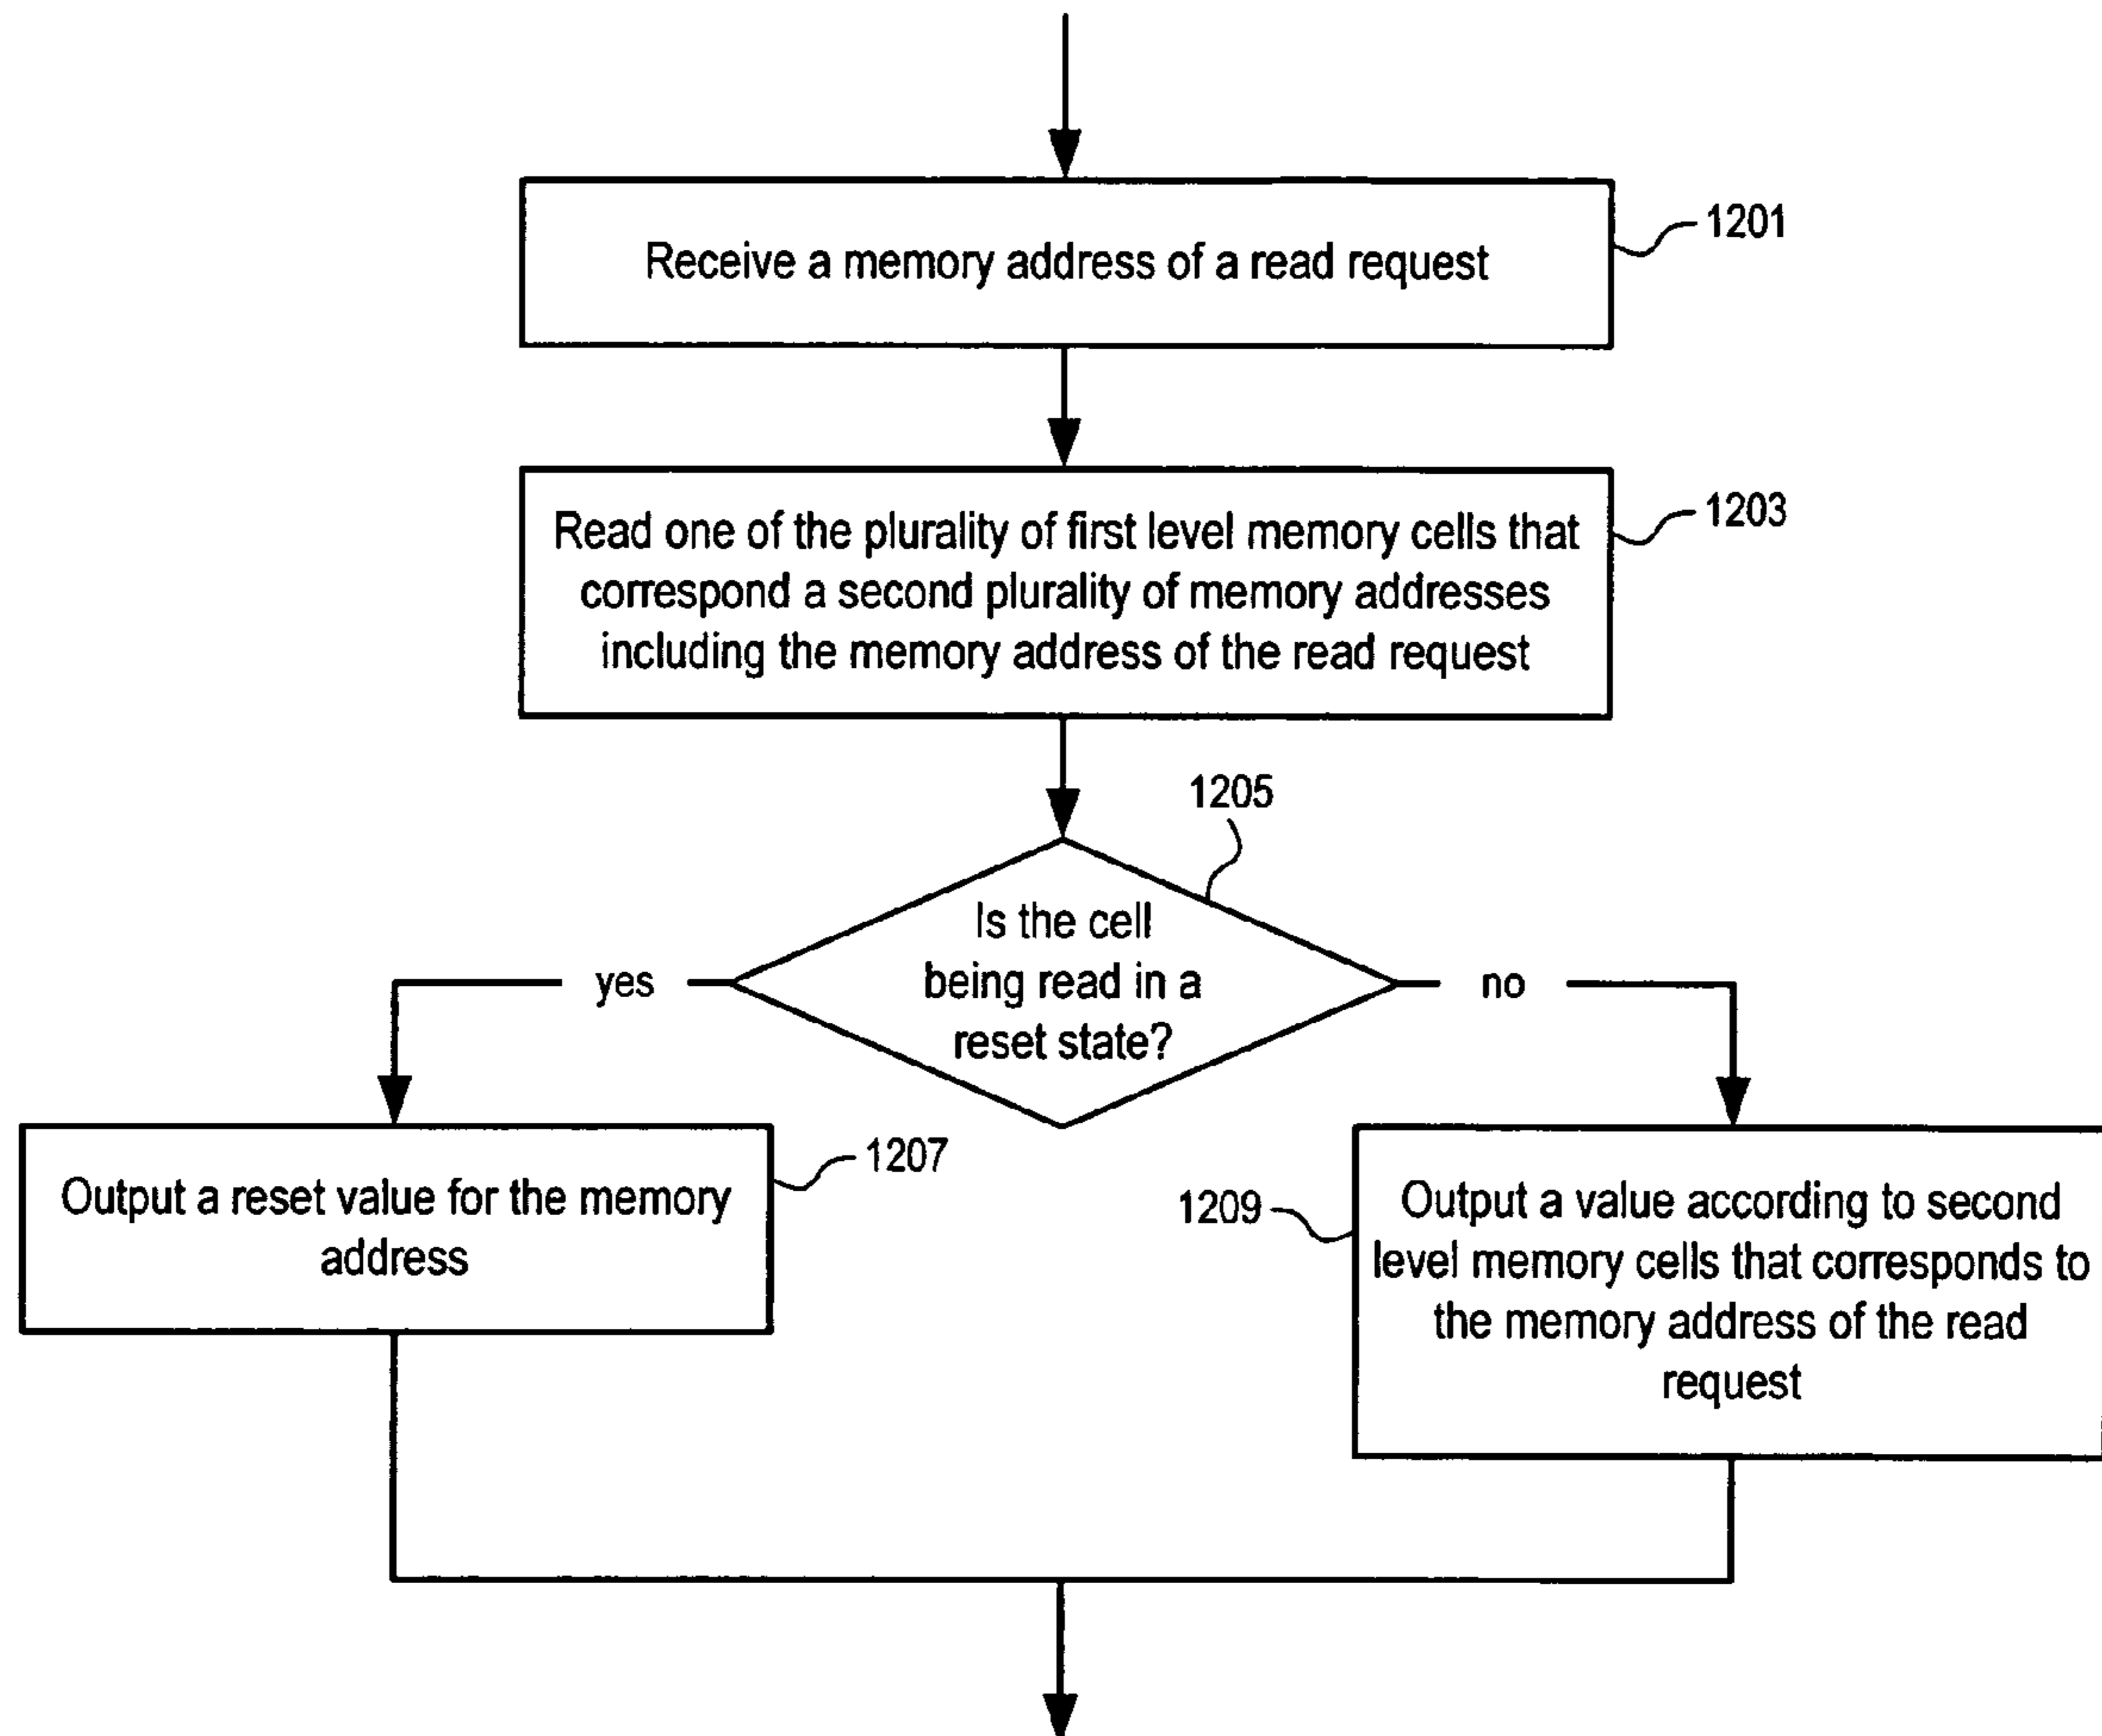 Receive a memory address of a read request
1201
Read one of the plurality of first level memory cells that
correspond a second plurality of memory addresses
including the memory address of the read request
1203
1205
Is the cell
being read in a
reset state?
yes
no
Output a reset value for the memory
address
1207
1209
Output a value according to second
level memory cells that corresponds to
the memory address of the read
request